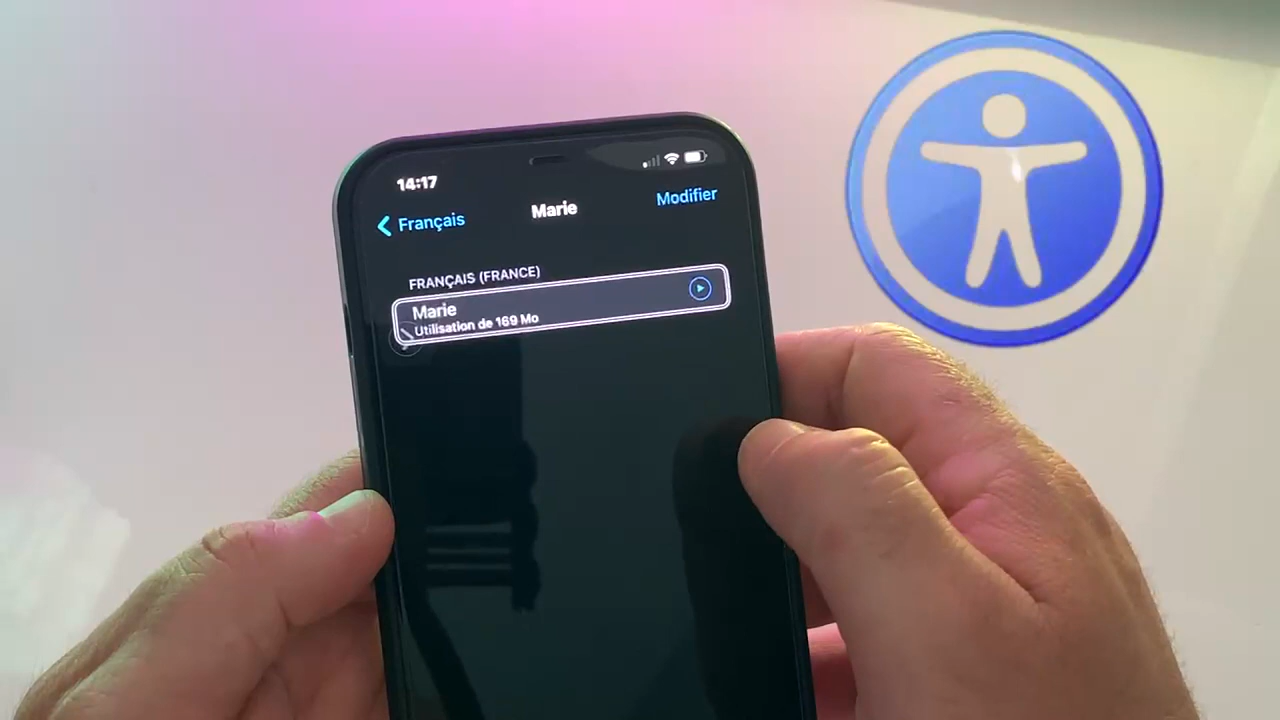 14:17
Français
Marie
Modifier
FRANÇAIS (FRANCE)
Marie
Utilisation de 169 Mo